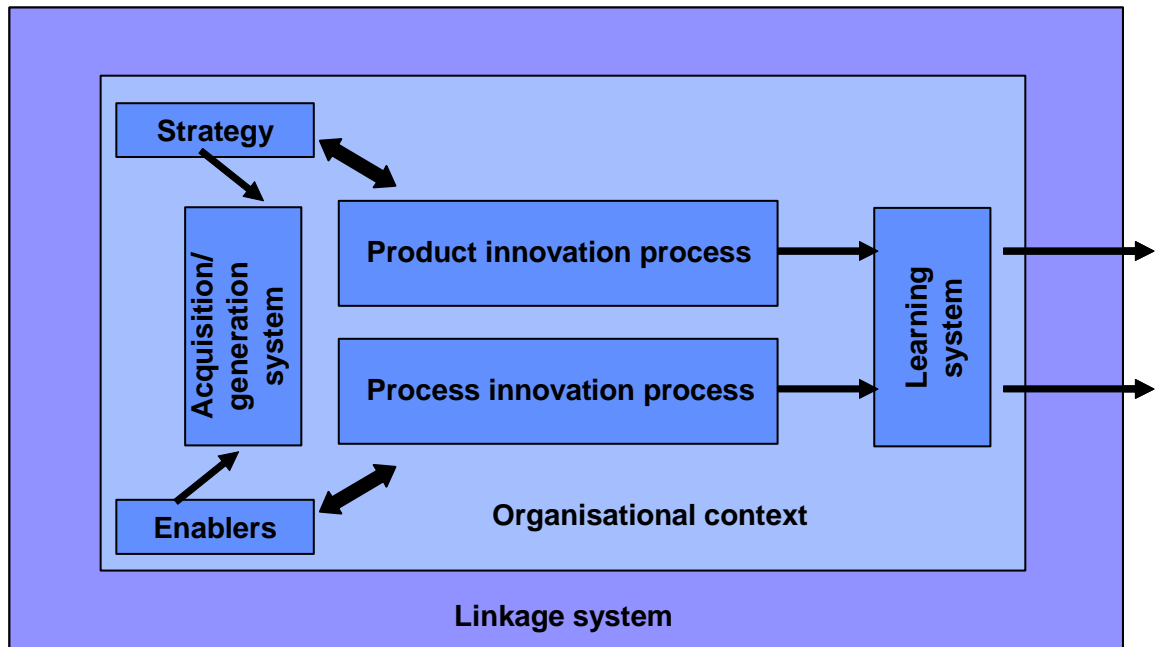 Strategy
Acquisition/
generation
system
Product innovation process
Process innovation process
Learning
system
Enablers
Organisational context
Linkage system